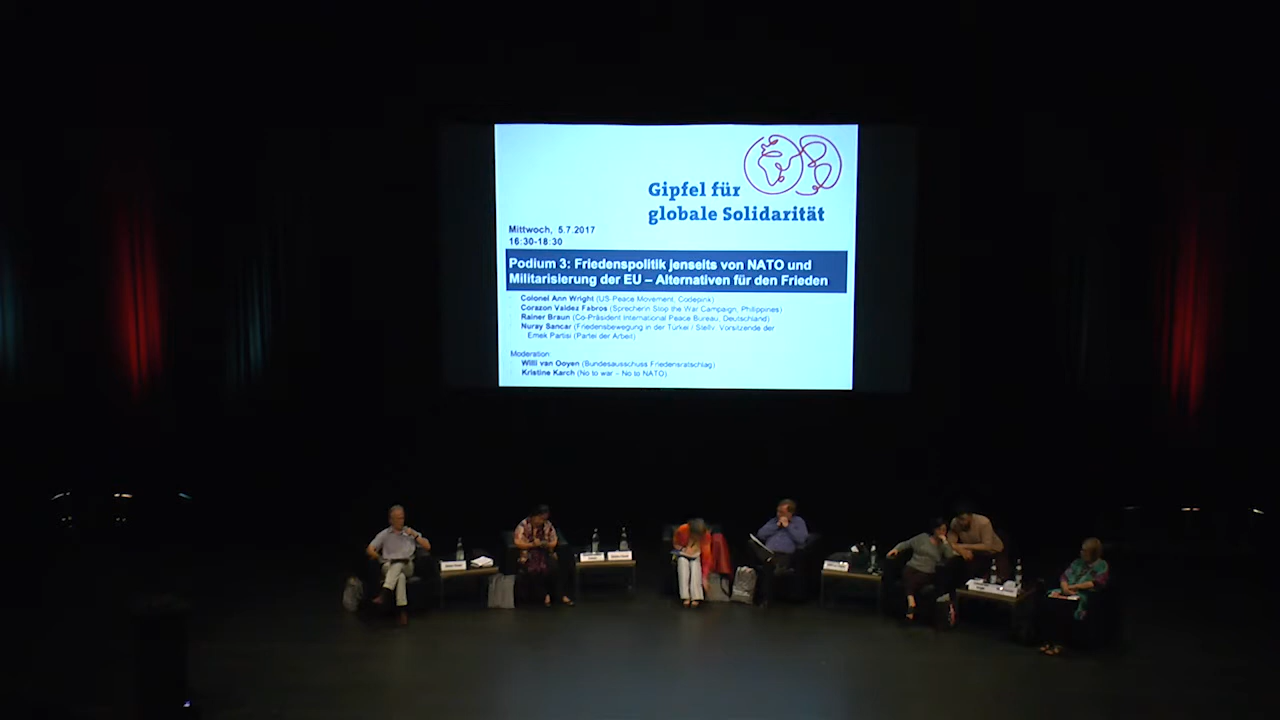 Gipfel für
globale Solidarität
Mittwoch, 5.7.2017
16:30-18:30
Podium 3: Friedenspolitik jenseits von NATO und
Militarisierung der EU – Alternativen für den Frieden
Colonel Ann Wright (US-Peace Movement, Codepink)
Corazon Valdez Fabros (Sprecherin Stop the War Campaign, Philippines)
Rainer Braun (Co-Präsident International Peace Bureau, Deutschland)
Nuray Sancar (Friedensbewegung in der Türkei / Stellv. Vorsitzende der
Emek Partisi (Partei der Arbeit)
Moderation:
Willi van Ooyen (Bundesausschuss Friedensratschlag)
Kristine Karch (No to war – No to NATO)